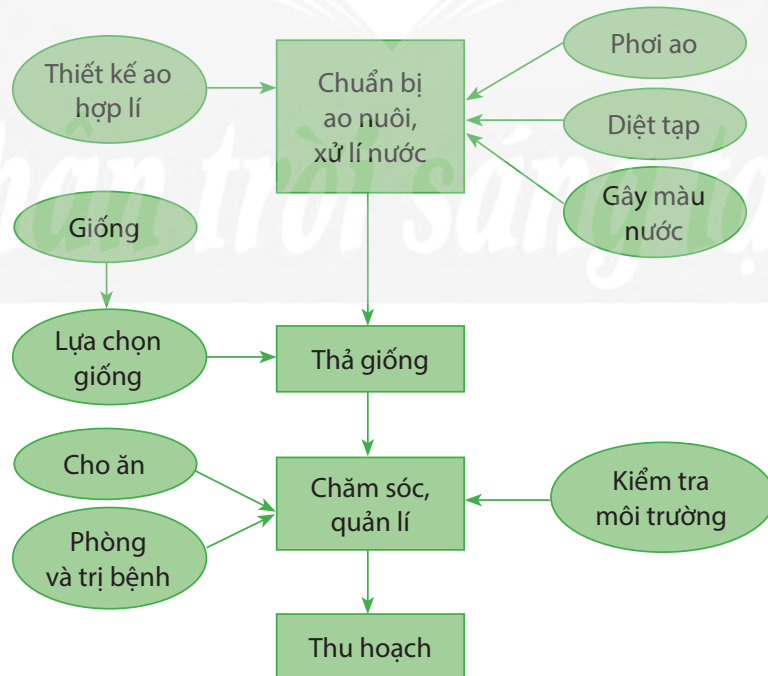 Thiết kế ao
hợp lí
Chuẩn bị
ao nuôi,
xử lí nước
Phơi ao
Diệt tạp
Gây màu
nước
Giống
Lựa chọn
giống
Thả giống
Cho ăn
Phòng
và trị bệnh
Chăm sóc,
quản lí
Kiểm tra
môi trường
Thu hoạch